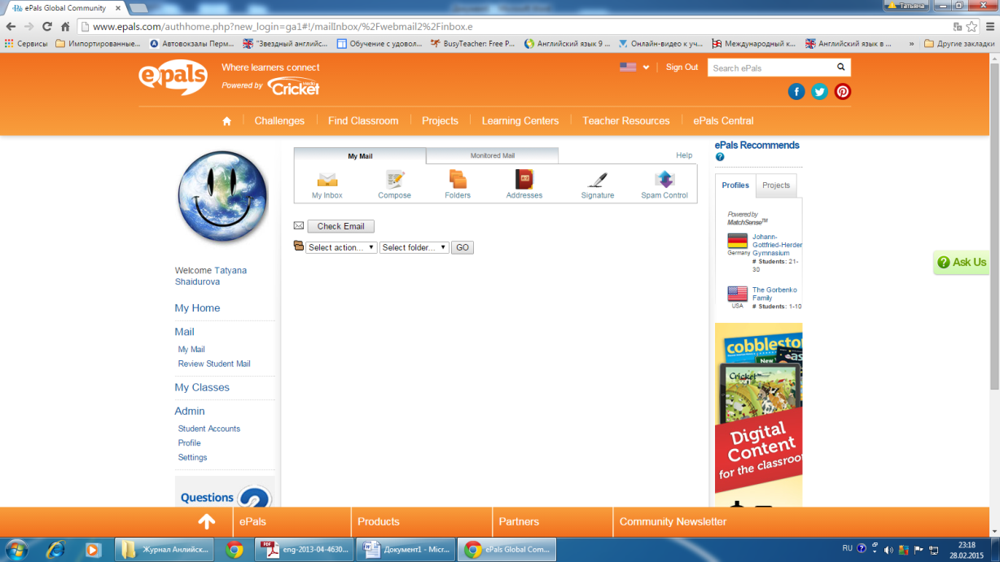 ePals Global Community
Татьяна
www.epals.com/authhome.php?new_login=ga1#!/mailInbox/%2Fwebmail2%2Finbox.e
Сервисы Импортированные... Автовокзалы Перм... "Звездный английс... Обучение с удовол... BusyTeacher: Free P... Английский язык 9 ... Онлайн-видео к уч... Международный к... Английский язык в ... » Другие закладки
epals Where learners connect
Powered by Cricket Media
Sign Out Search ePals
Challenges Find Classroom Projects Learning Centers Teacher Resources ePals Central
Welcome Tatyana
Shaidurova
My Home
Mail
My Mail
Review Student Mail
My Classes
Admin
Student Accounts
Profile
Settings
Questions ?
My Mail Monitored Mail Help
My Inbox Compose Folders Addresses Signature Spam Control
Check Email
Select action... Select folder... GO
ePals Recommends
?
Profiles Projects
Powered by
MatchSense™
Germany
Johann-
Gottfried-Herder
Gymnasium
# Students: 21-
30
USA
The Gorbenko
Family
# Students: 1-10
cobblesto
New
as
Cricket
Digital
Content
for the classroo
? Ask Us
ePals Products Partners Community Newsletter
Журнал Анлийск... PDF eng-2013-04-4630... Документ1 - Micr... ePals Global Com...
RU ? 23:18
28.02.2015